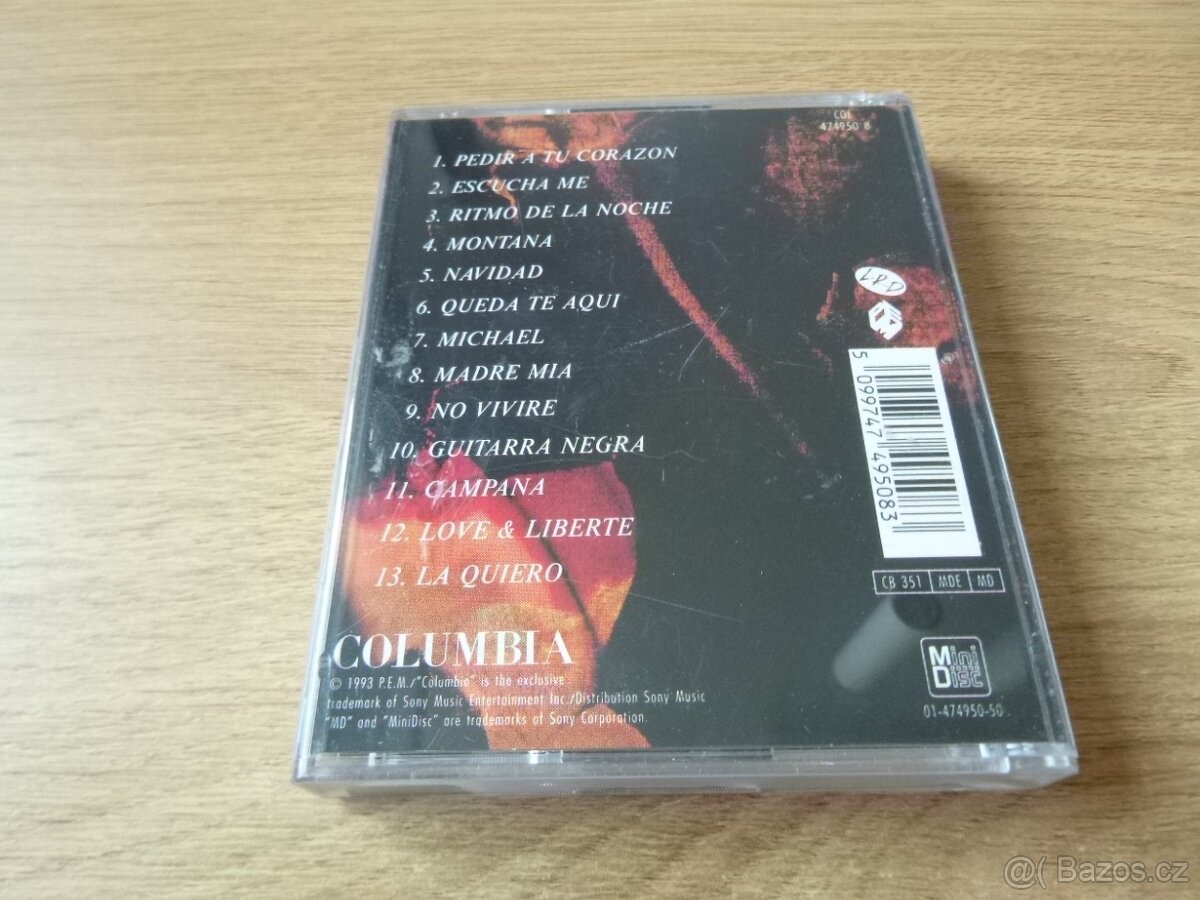 COL
474950 8
1. PEDIR A TU CORAZON
2. ESCUCHA ME
3. RITMO DE LA NOCHE
4. MONTANA
5. NAVIDAD
6. QUEDA TE AQUI
7. MICHAEL
8. MADRE MIA
9. NO VIVIRE
10. GUITARRA NEGRA
11. CAMPANA
12. LOVE & LIBERTE
13. LA QUIERO
LRD
5 099747 495083
CB 351 MDE MD
COLUMBIA
© 1993 P.E.M./"Columbia" is the exclusive
trademark of Sony Music Entertainment Inc./Distribution Sony Music
"MD" and "MiniDisc" are trademarks of Sony Corporation.
Mini
Disc
01-474950-50
@( Bazos.cz